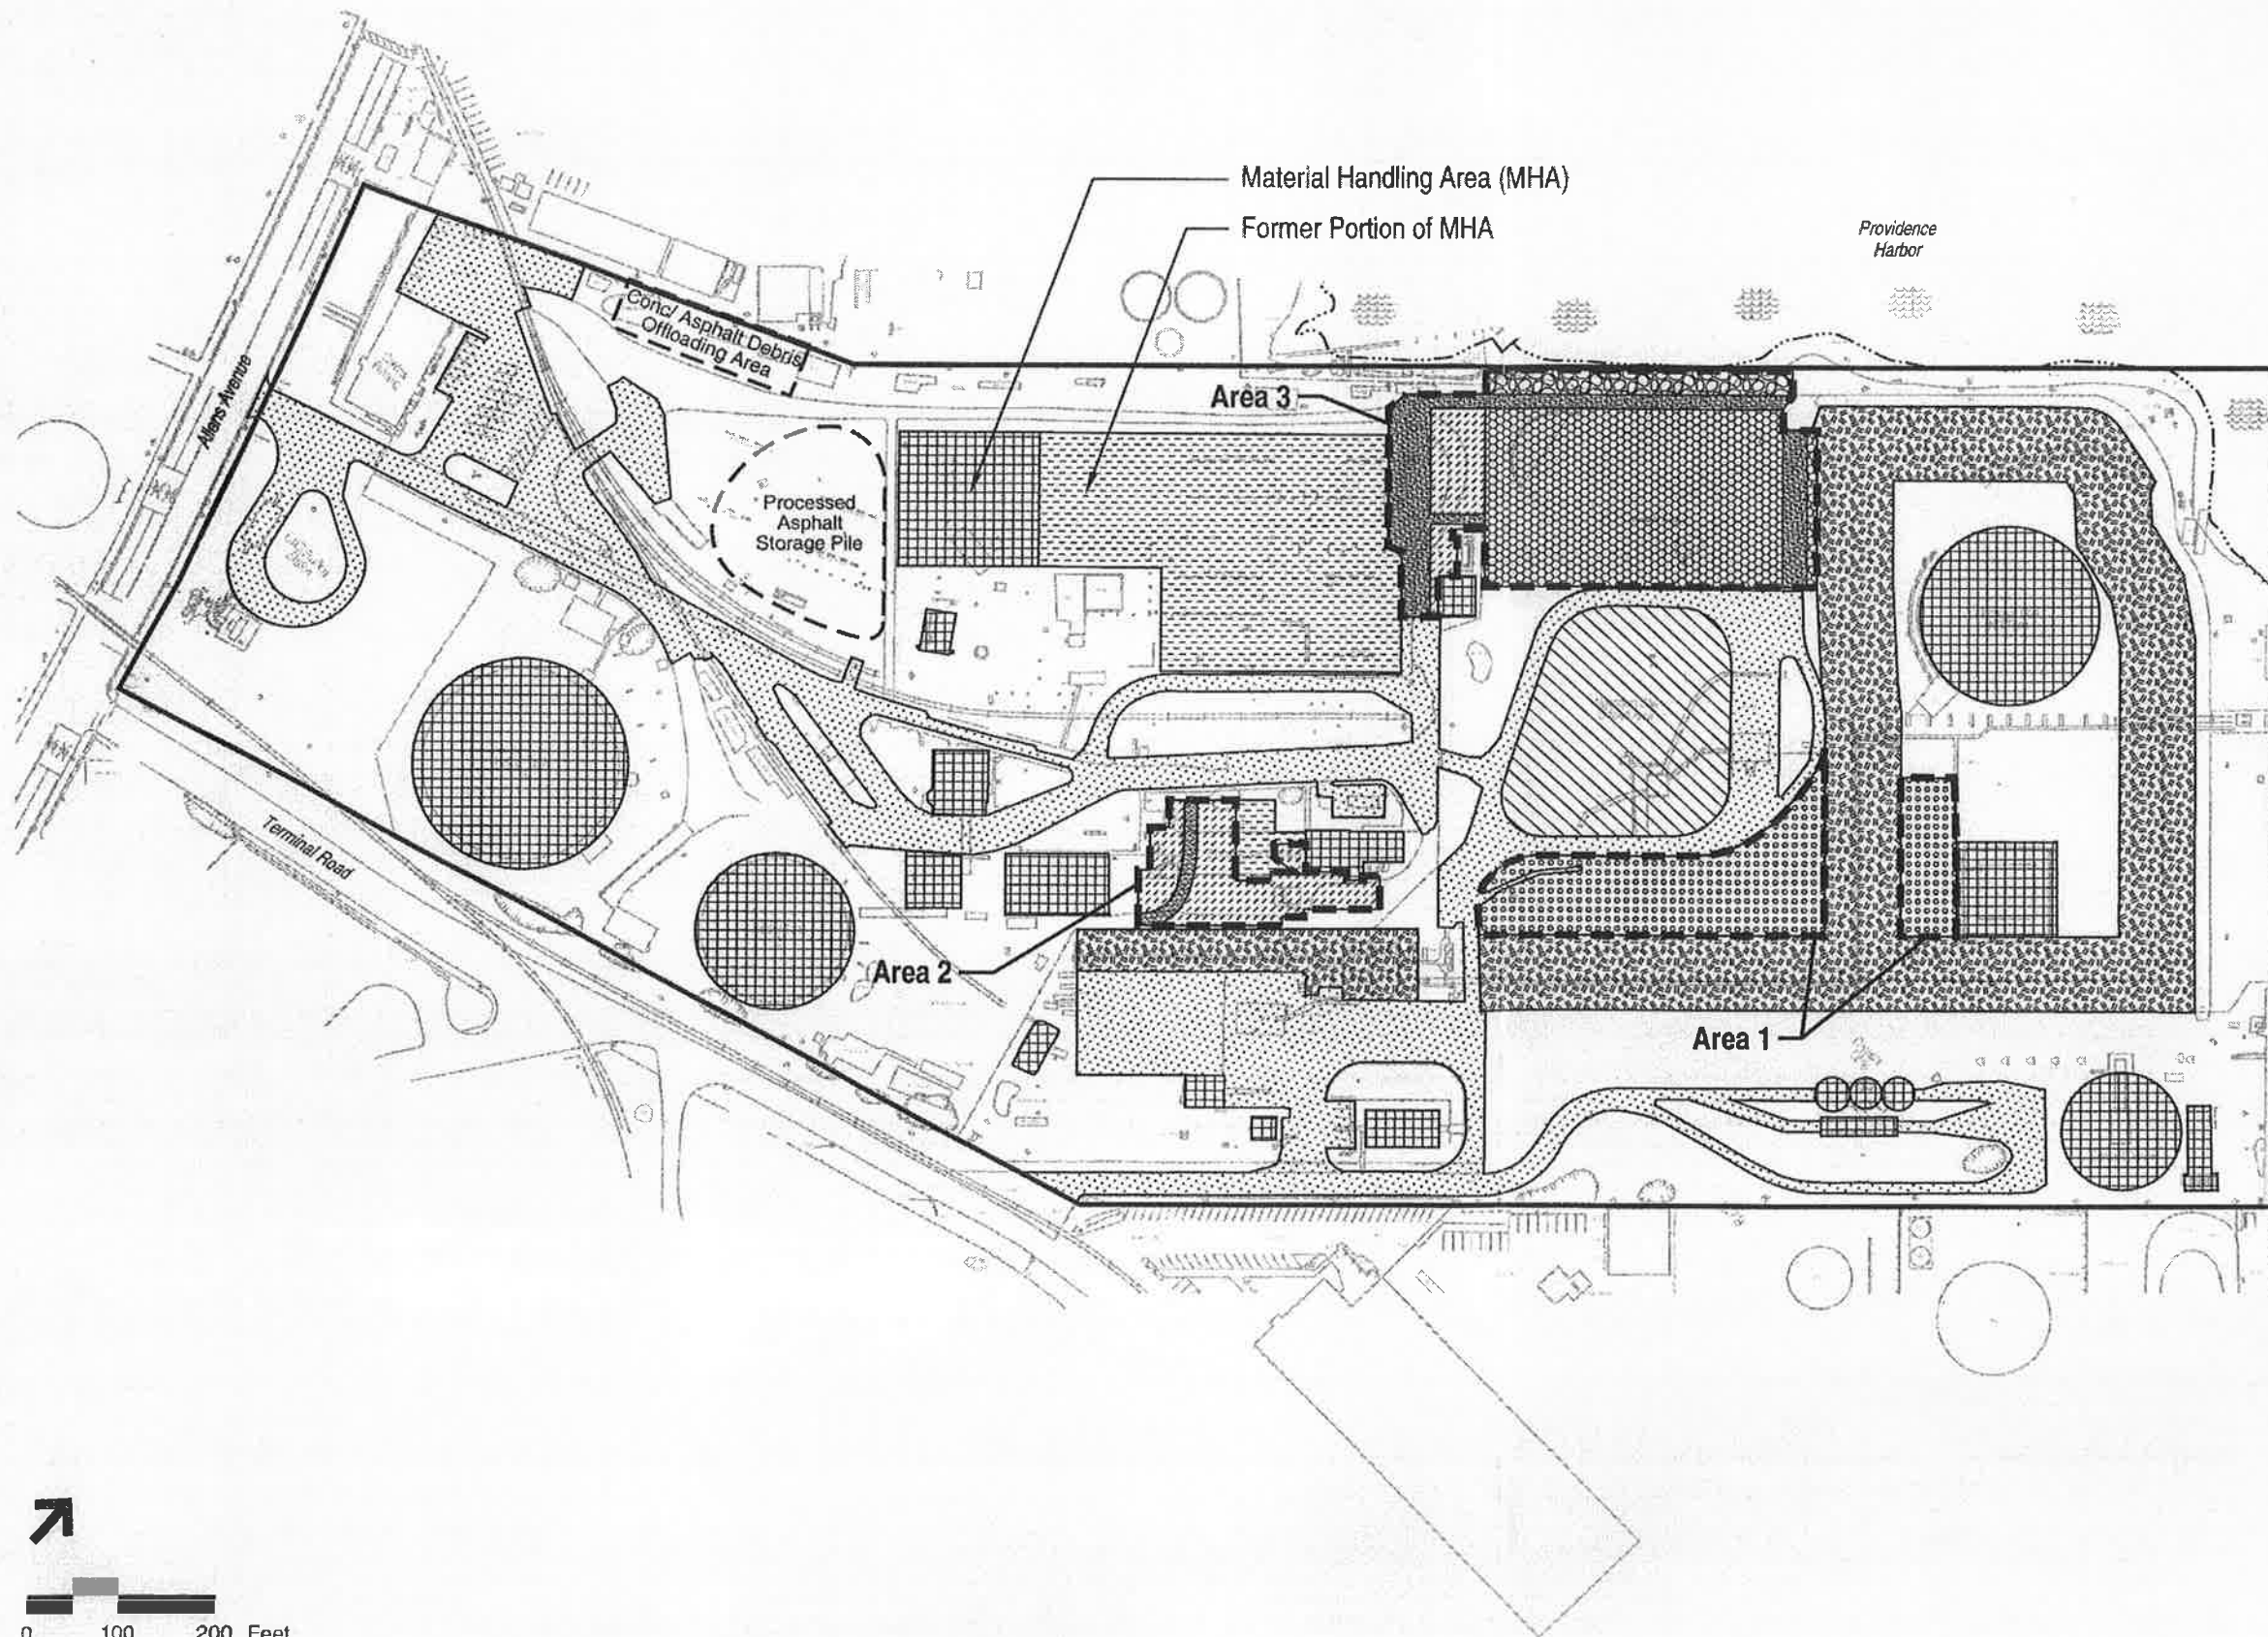 Material Handling Area (MHA)
Former Portion of MHA
Providence
Harbor
Conc/ Asphalt Debris
Offloading Area
Allens Avenue
Area 3
Processed
Asphalt
Storage Pile
Terminal Road
Area 2
Area 1
0 100 200 Feet